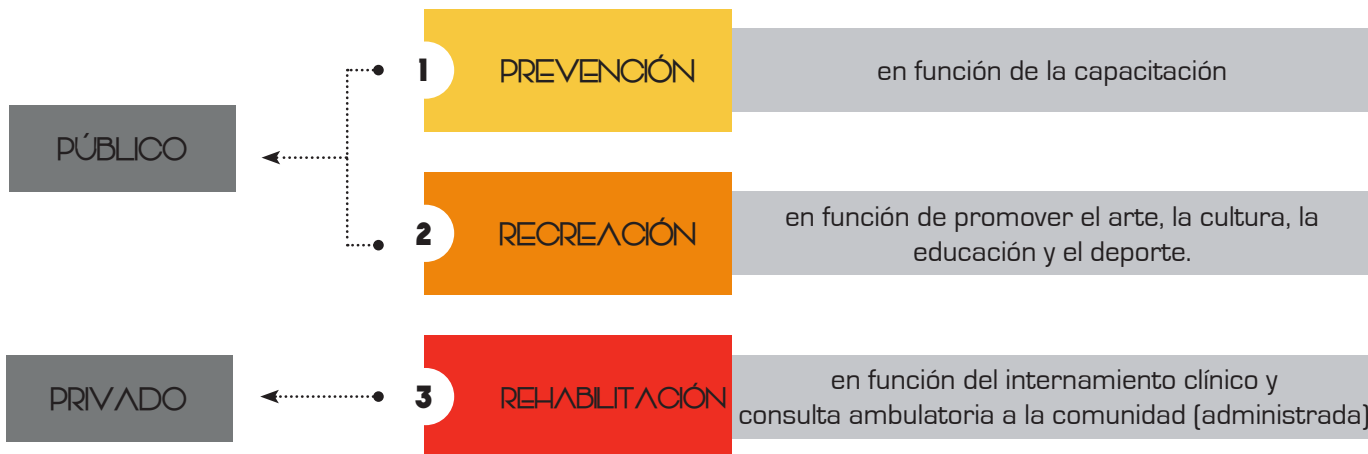 1
PREVENCIÓN
en función de la capacitación
PÚBLICO
2
RECREACIÓN
en función de promover el arte, la cultura, la
educación y el deporte.
PRIVADO
3
REHABILITACIÓN
en función del internamiento clínico y
consulta ambulatoria a la comunidad (administrada)